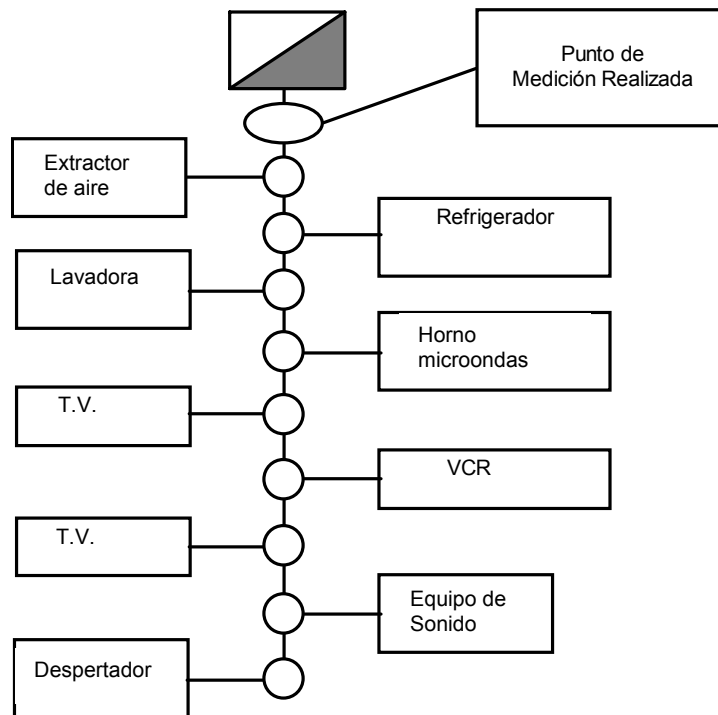 Punto de
Medición Realizada
Extractor
de aire
Refrigerador
Lavadora
Horno
microondas
T.V.
VCR
T.V.
Equipo de
Sonido
Despertador